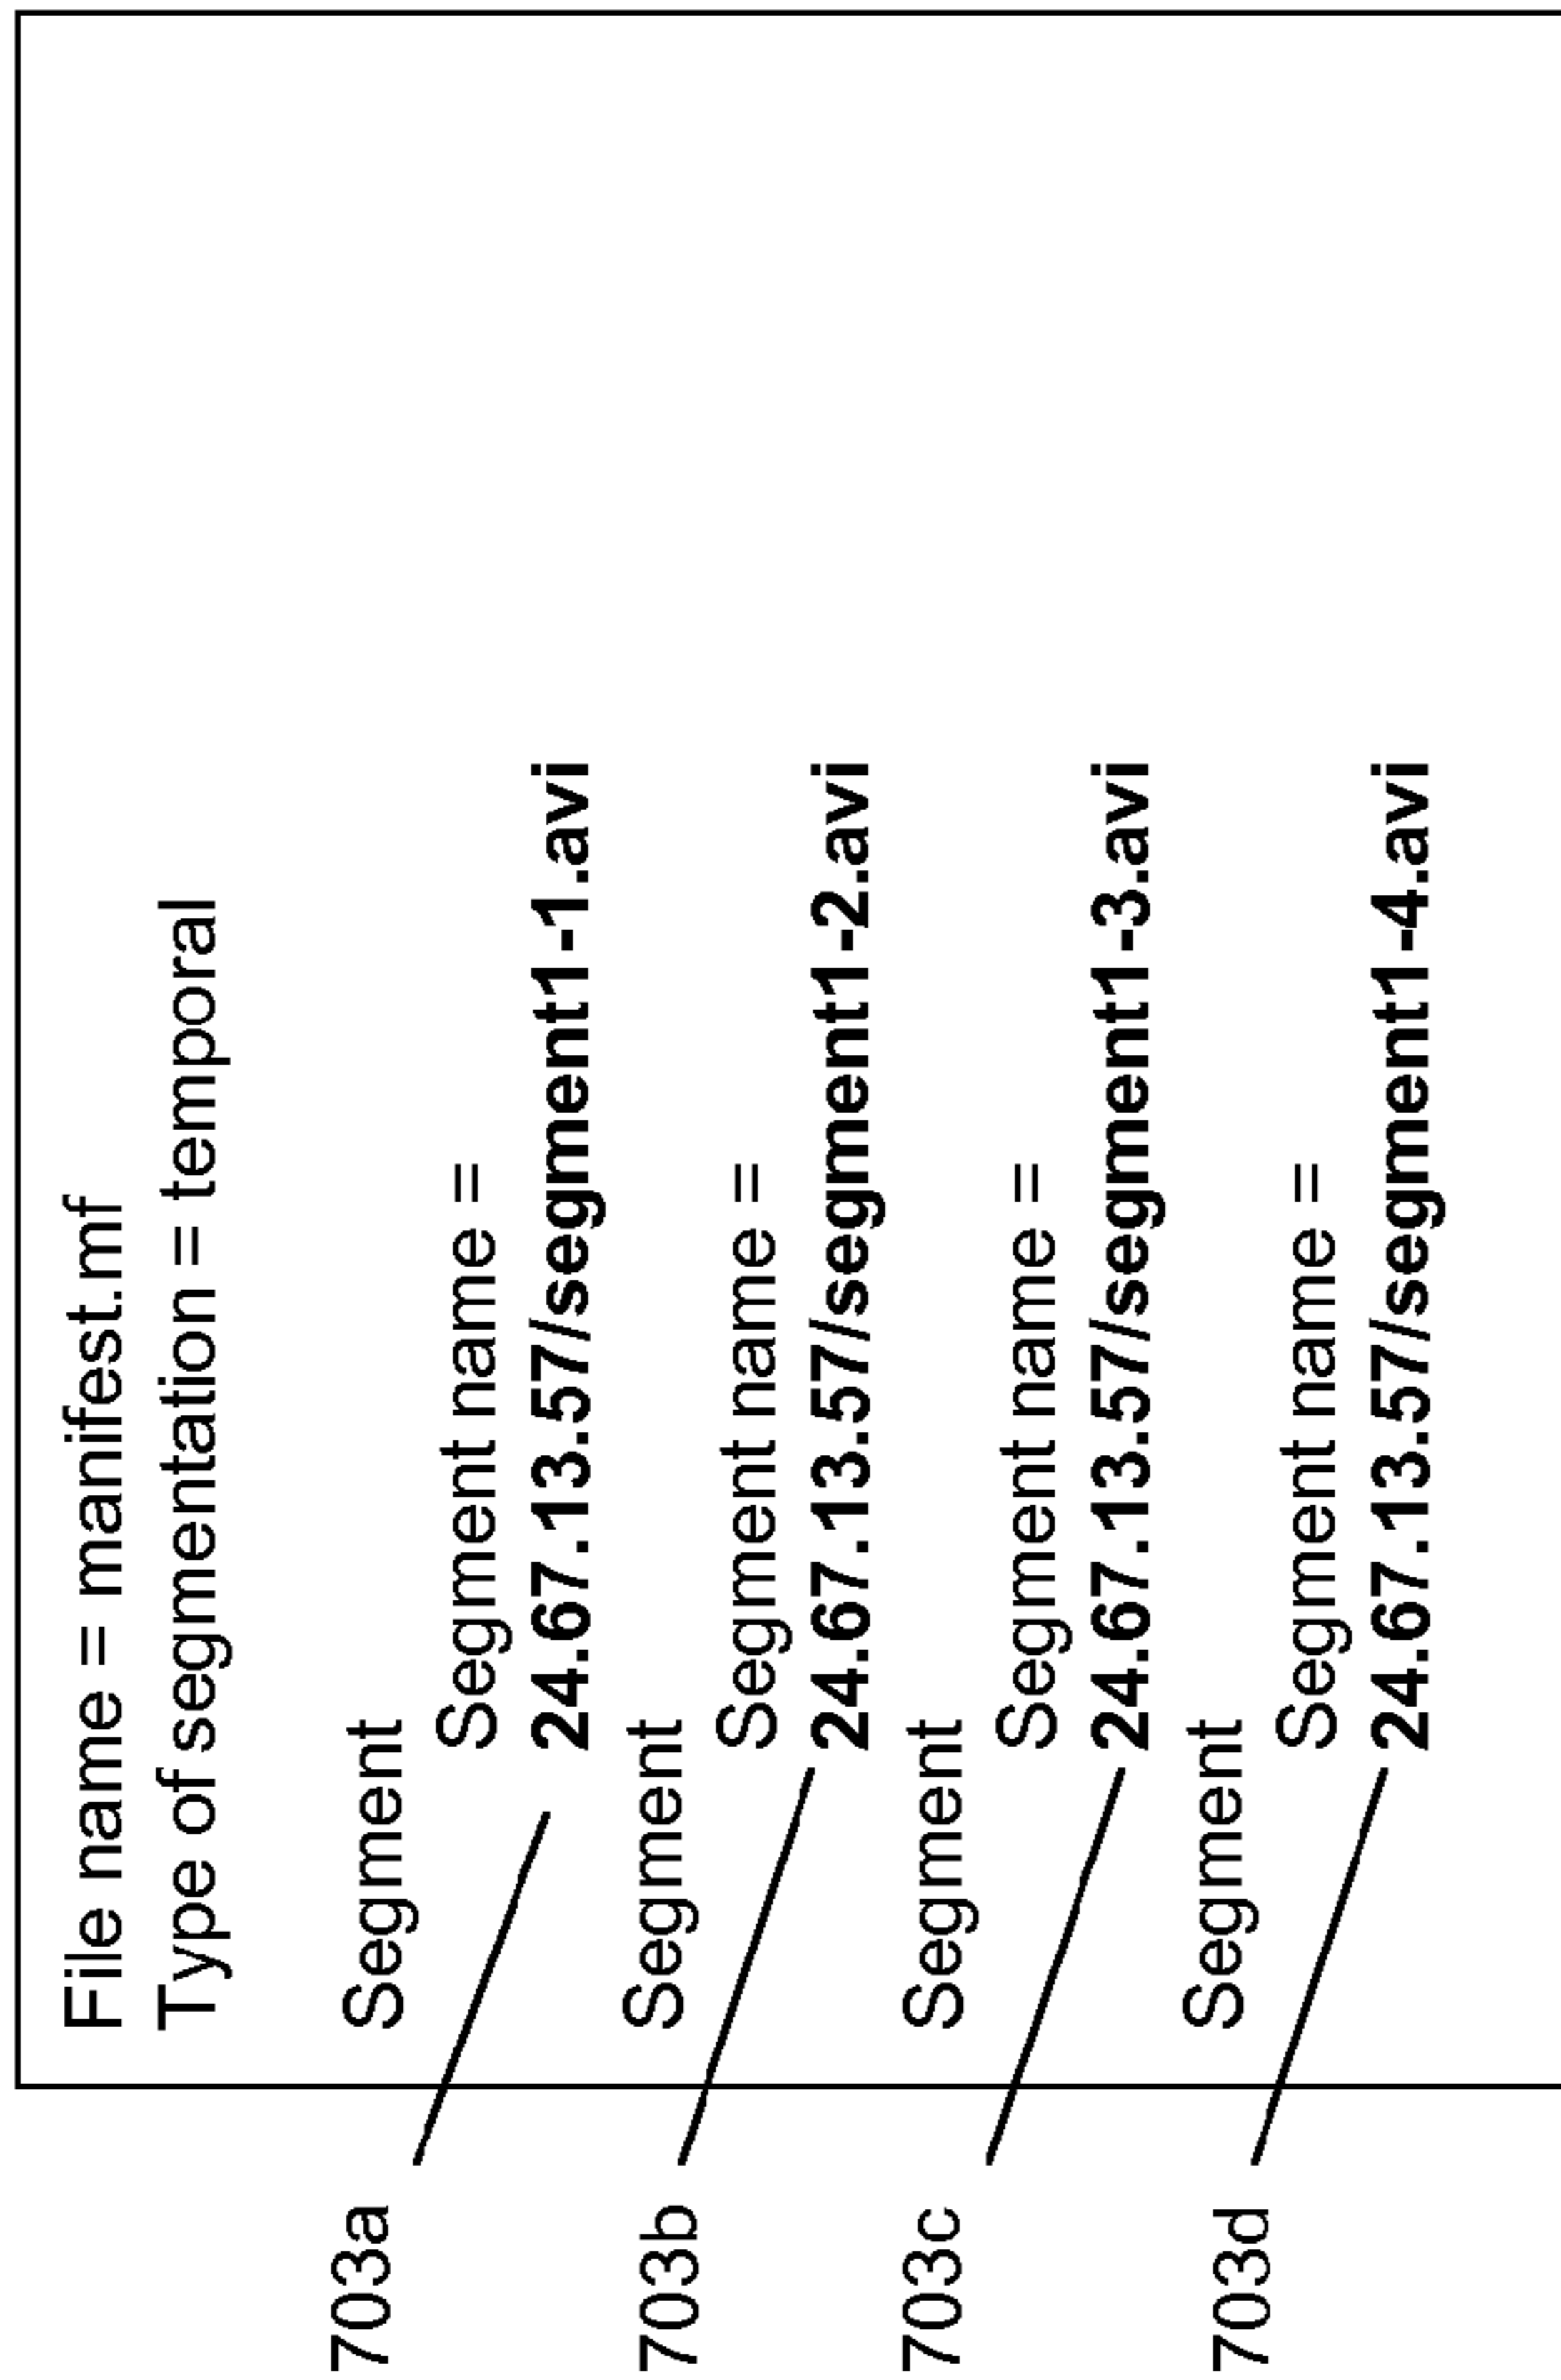 File name = manifest.mf
Type of segmentation = temporal
Segment
Segment name =
703a
24.67.13.57/segment1-1.avi
Segment
Segment name =
703b
24.67.13.57/segment1-2.avi
Segment
Segment name =
703c
24.67.13.57/segment1-3.avi
Segment
Segment name =
703d
24.67.13.57/segment1-4.avi